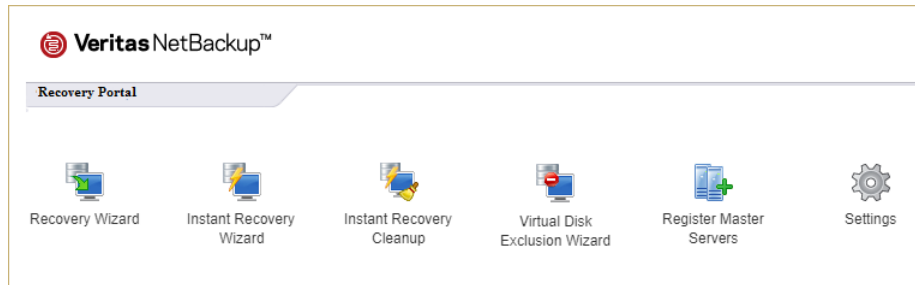 Veritas NetBackup™
Recovery Portal
Recovery Wizard
Instant Recovery
Wizard
Instant Recovery
Cleanup
Virtual Disk
Exclusion Wizard
Register Master
Servers
Settings